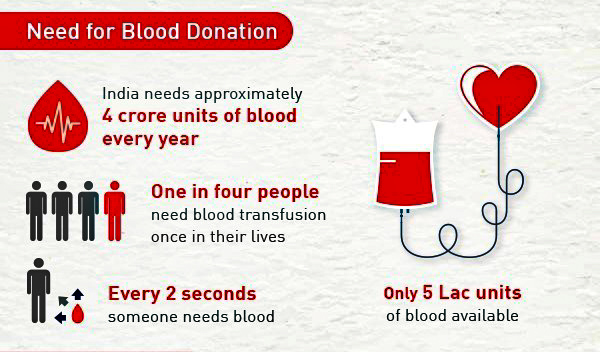 Need for Blood Donation
India needs approximately
4 crore units of blood
every year
One in four people
need blood transfusion
once in their lives
Every 2 seconds
someone needs blood
Only 5 Lac units
of blood available